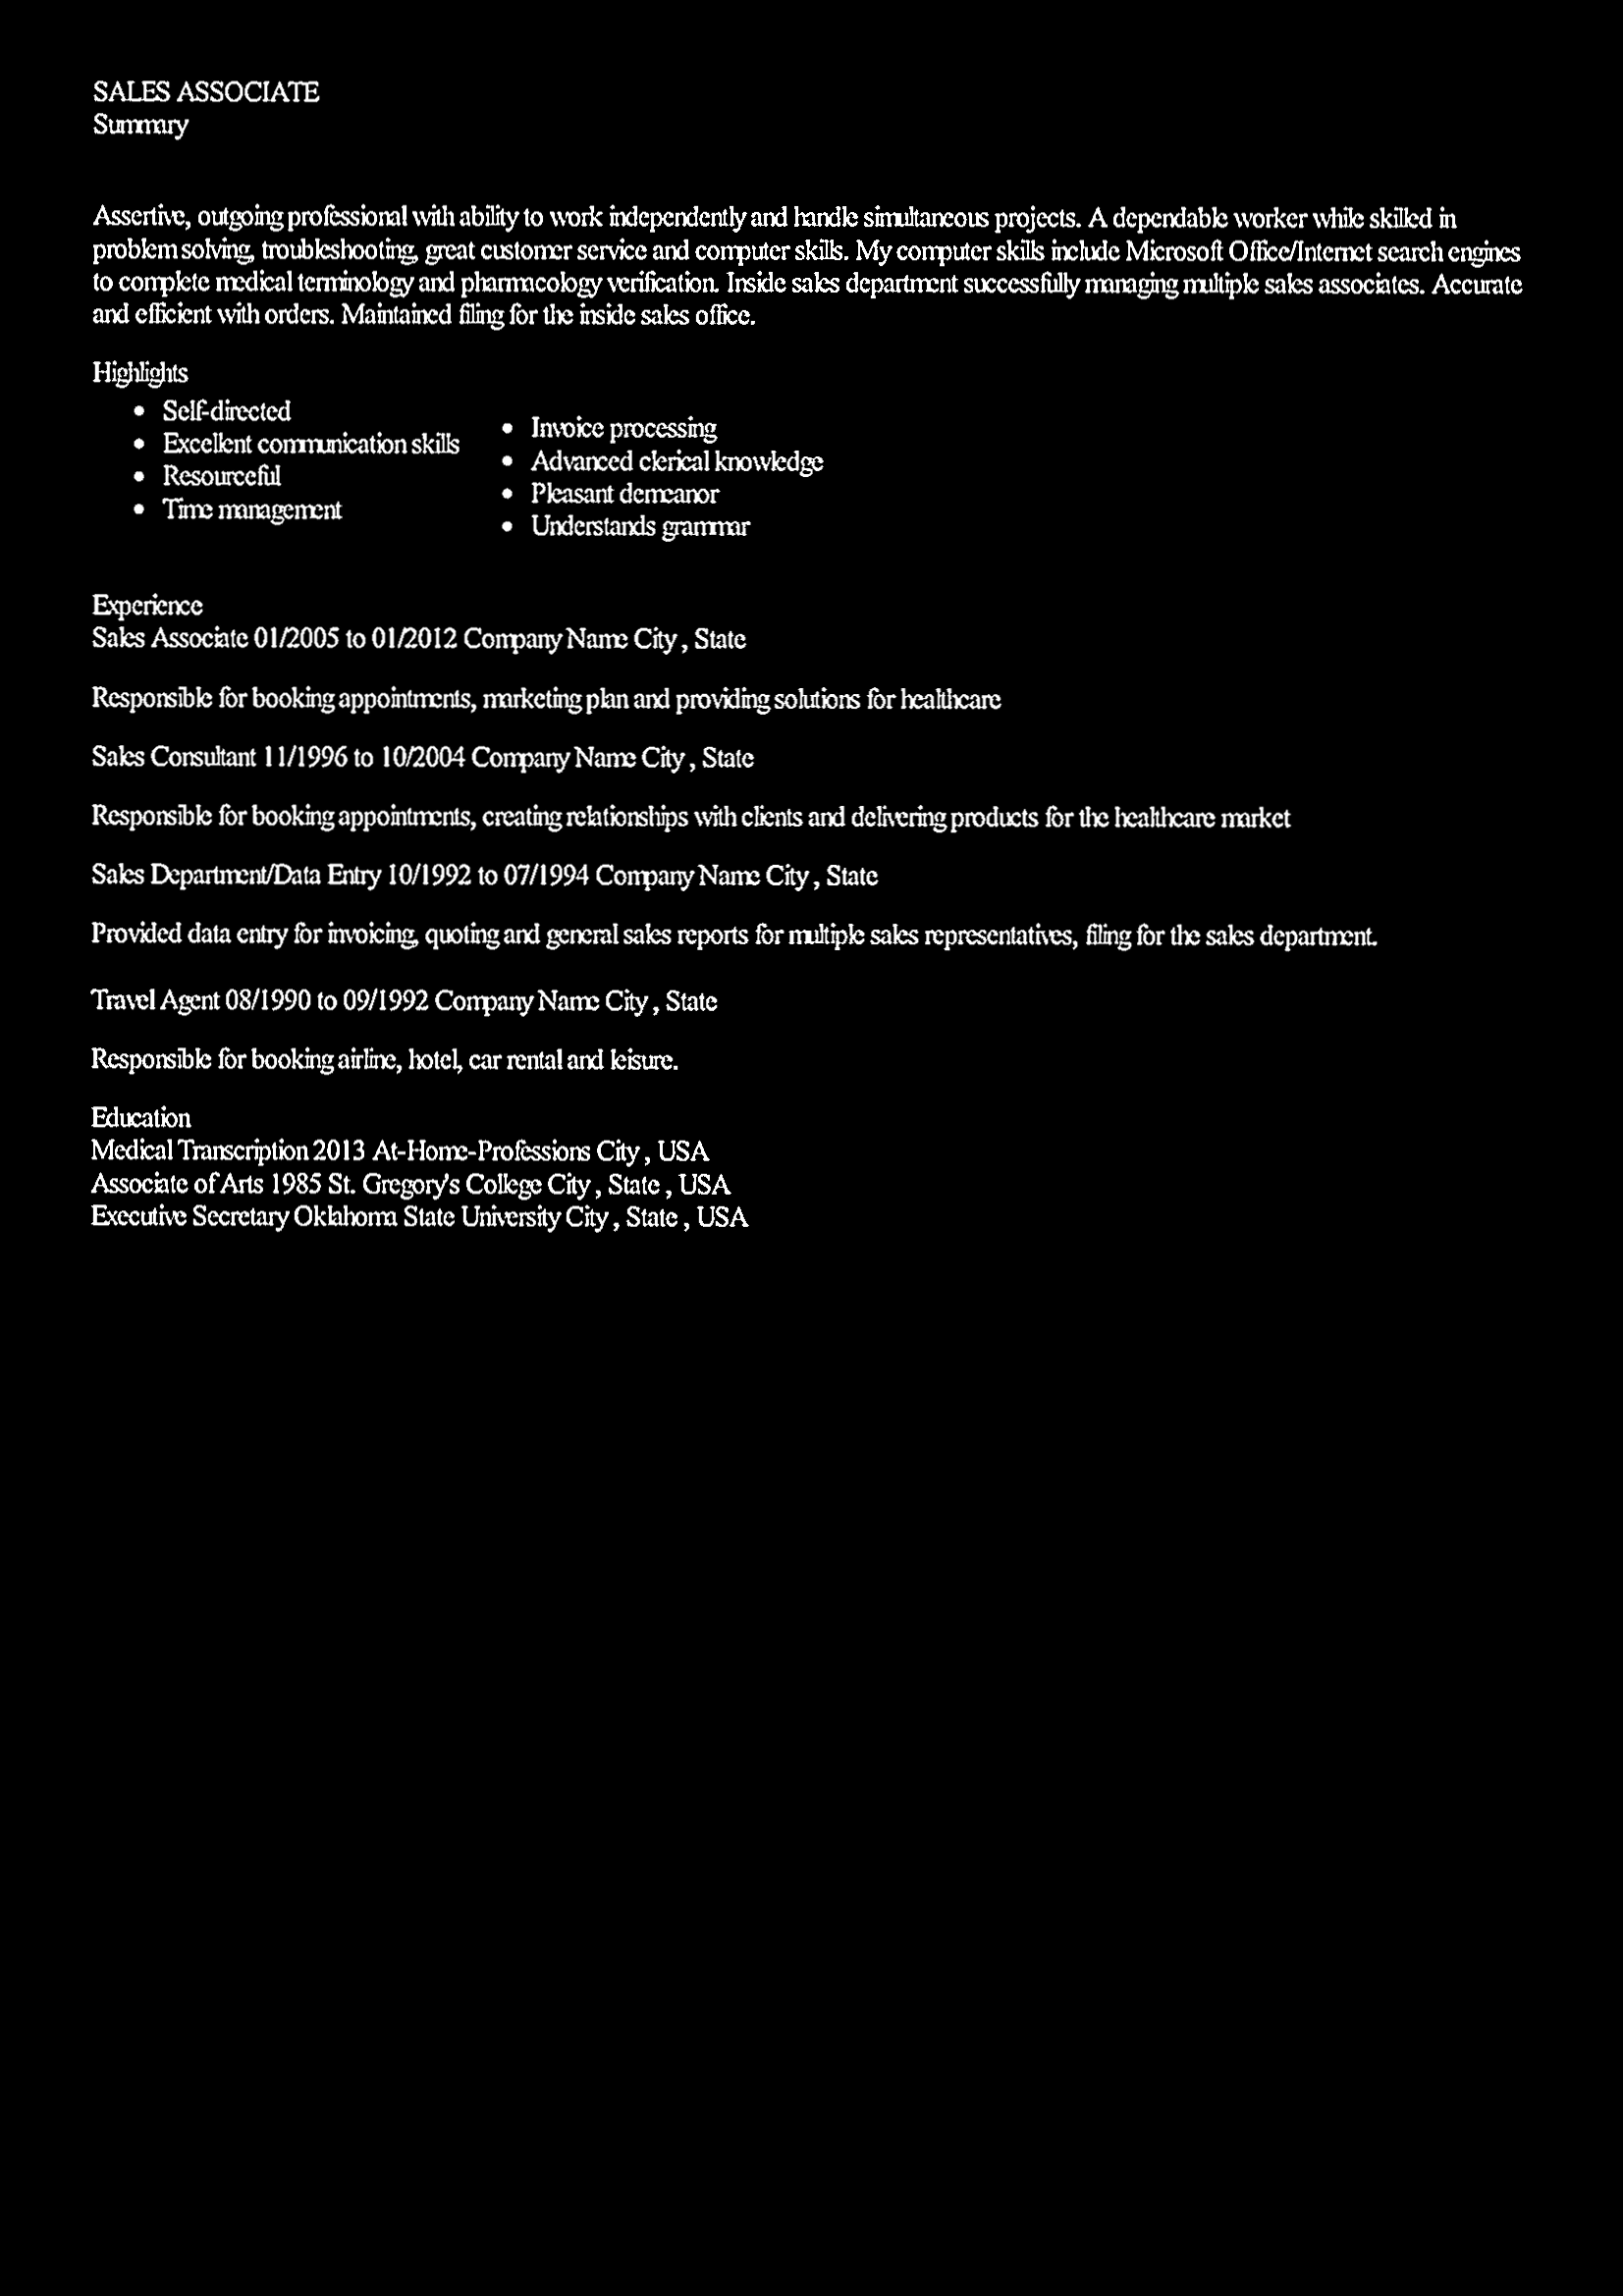 SALES ASSOCIATE
Summary
Assertive, outgoing professional with ability to work independently and handle simultaneous projects. A dependable worker while skilled in
problem solving, troubleshooting, great customer service and computer skills. My computer skills include Microsoft Office/Internet search engines
to complete medical terminology and pharmacology verification. Inside sales department successfully managing multiple sales associates. Accurate
and efficient with orders. Maintained filing for the inside sales office.
Highlights
• Self-directed
• Excellent communication skills
• Resourceful
• Time management
• Invoice processing
• Advanced clerical knowledge
• Pleasant demeanor
• Understands grammar
Experience
Sales Associate 01/2005 to 01/2012 Company Name City , State
Responsible for booking appointments, marketing plan and providing solutions for healthcare
Sales Consultant 11/1996 to 10/2004 Company Name City , State
Responsible for booking appointments, creating relationships with clients and delivering products for the healthcare market
Sales Department/Data Entry 10/1992 to 07/1994 Company Name City , State
Provided data entry for invoicing, quoting and general sales reports for multiple sales representatives, filing for the sales department.
Travel Agent 08/1990 to 09/1992 Company Name City , State
Responsible for booking airline, hotel, car rental and leisure.
Education
Medical Transcription 2013 At-Home-Professions City , USA
Associate of Arts 1985 St. Gregory's College City , State , USA
Executive Secretary Oklahoma State University City , State , USA